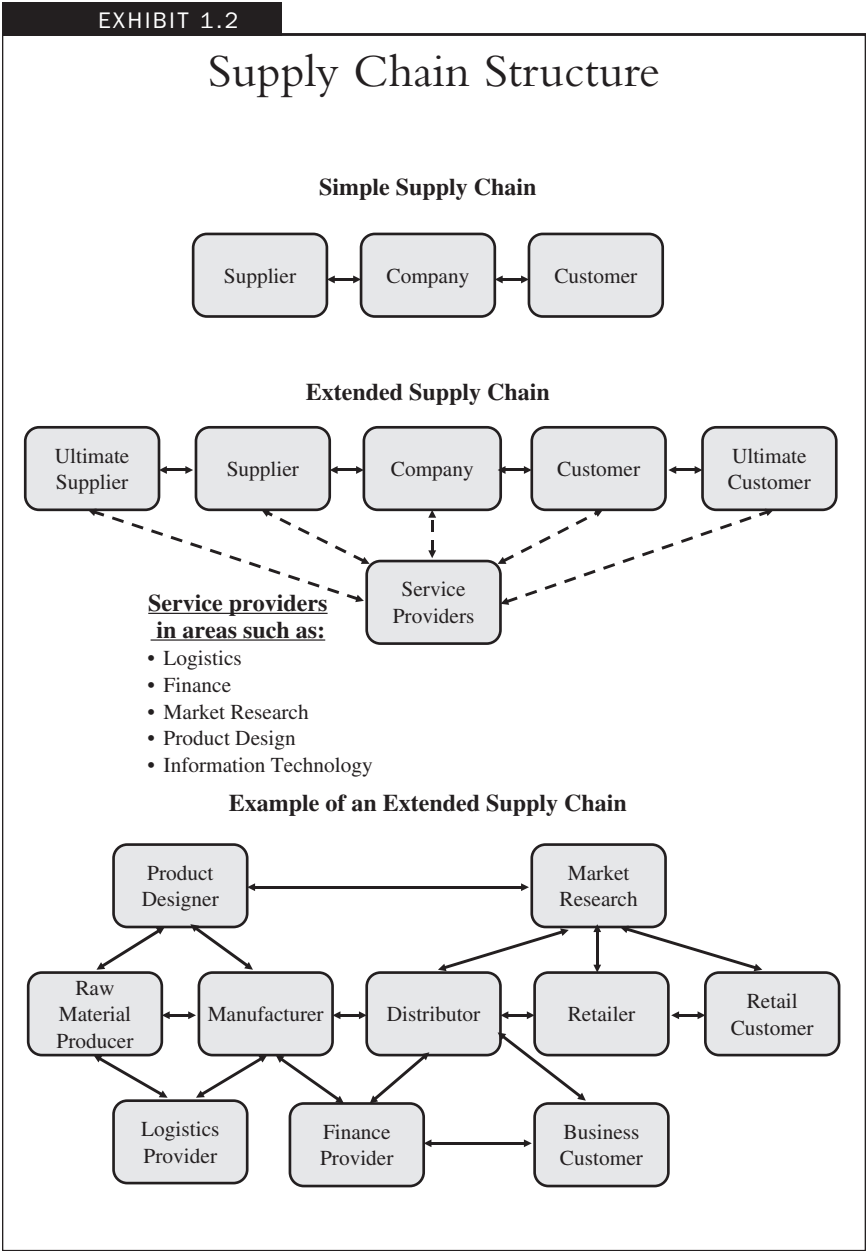 EXHIBIT 1.2
Supply Chain Structure
Simple Supply Chain
Supplier
Company
Customer
Extended Supply Chain
Ultimate
Supplier
Supplier
Company
Customer
Ultimate
Customer
Service
Providers
Service providers
in areas such as:
• Logistics
• Finance
• Market Research
• Product Design
• Information Technology
Example of an Extended Supply Chain
Product
Designer
Market
Research
Raw
Material
Producer
Manufacturer
Distributor
Retailer
Retail
Customer
Logistics
Provider
Finance
Provider
Business
Customer